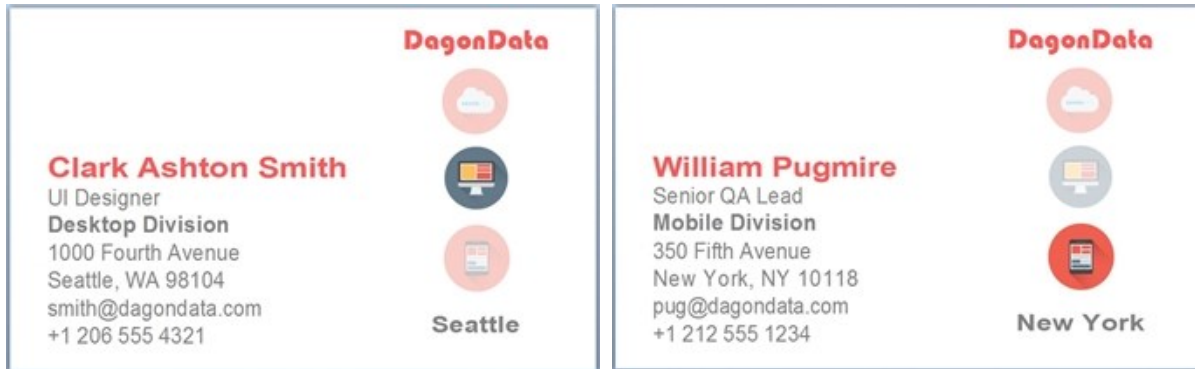 DagonData
Clark Ashton Smith
UI Designer
Desktop Division
1000 Fourth Avenue
Seattle, WA 98104
smith@dagondata.com
+1 206 555 4321
Seattle
DagonData
William Pugmire
Senior QA Lead
Mobile Division
350 Fifth Avenue
New York, NY 10118
pug@dagondata.com
+1 212 555 1234
New York